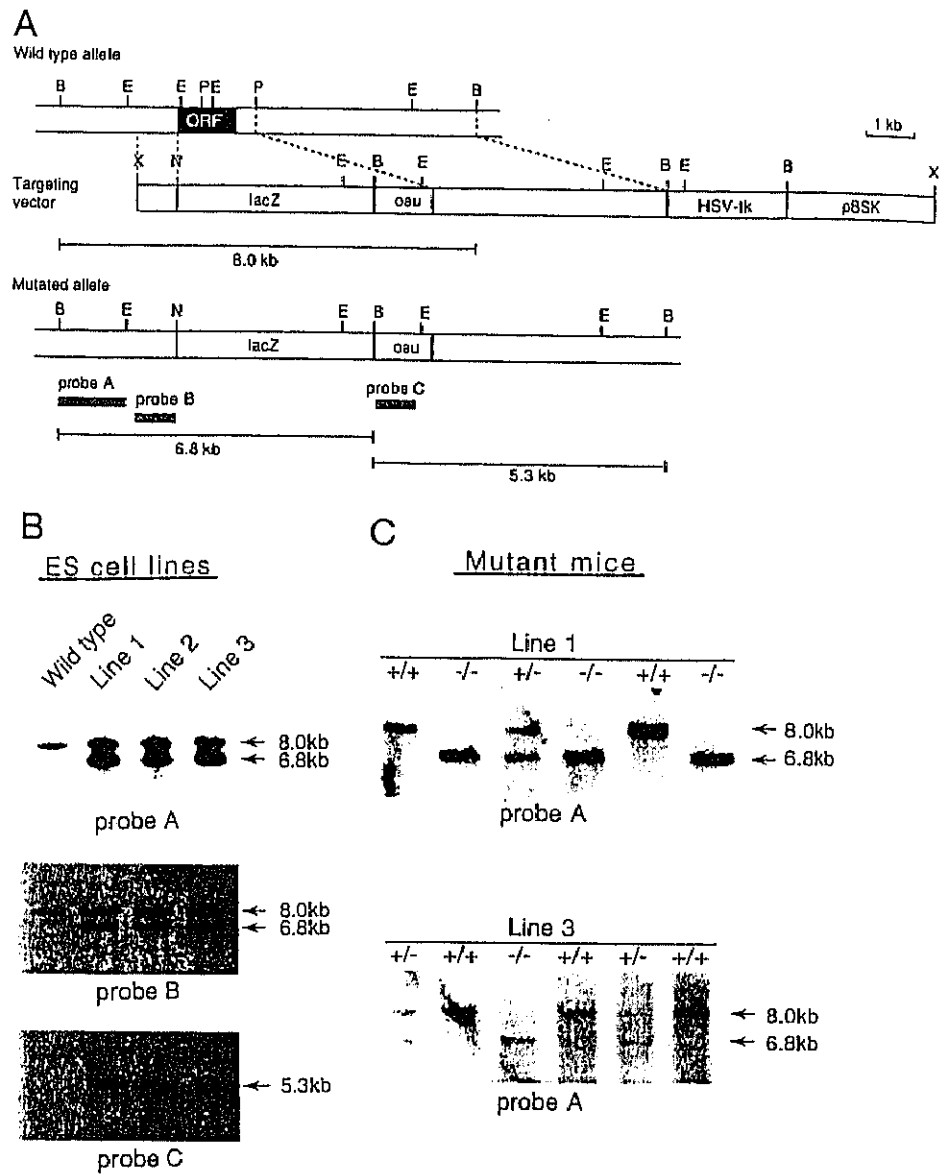 A
Wild type allele
B E E P E P E B
ORF
1 kb
X N E B E E B E B X
Targeting vector
lacZ oau HSV-tk pBSK
8.0 kb
Mutated allele
B E N E B E E B
lacZ oau
probe A
probe B
probe C
6.8 kb
5.3 kb
B
ES cell lines
Wild type Line 1 Line 2 Line 3
8.0kb
6.8kb
probe A
8.0kb
6.8kb
probe B
5.3kb
probe C
C
Mutant mice
Line 1
+/+ -/- +/- -/- +/+ -/-
8.0kb
6.8kb
probe A
Line 3
+/- +/+ -/- +/+ +/- +/+
8.0kb
6.8kb
probe A